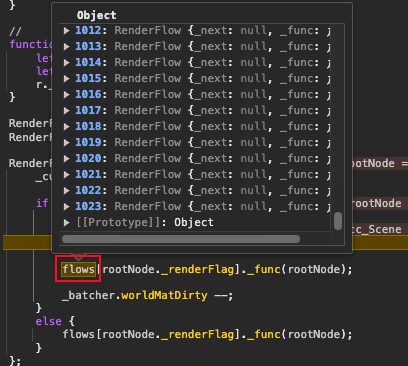 }
Object
1012: RenderFlow {_next: null, _func:
//
1013: RenderFlow {_next: null, _func:
functio
1014: RenderFlow {_next: null, _func:
let
1015: RenderFlow {_next: null, _func:
let
1016: RenderFlow {_next: null, _func:
r._
1017: RenderFlow {_next: null, _func:
}
1018: RenderFlow {_next: null, _func:
RenderF
1019: RenderFlow {_next: null, _func:
RenderF
1020: RenderFlow {_next: null, _func:
1021: RenderFlow {_next: null, _func:
RenderF
ootNode =
1022: RenderFlow {_next: null, _func:
_cu
1023: RenderFlow {_next: null, _func:
if
rootNode
[[Prototype]]: Object
cc_Scene
flows[rootNode._renderFlag]._func(rootNode);
_batcher.worldMatDirty --;
}
else {
flows[rootNode._renderFlag]._func(rootNode);
}
};